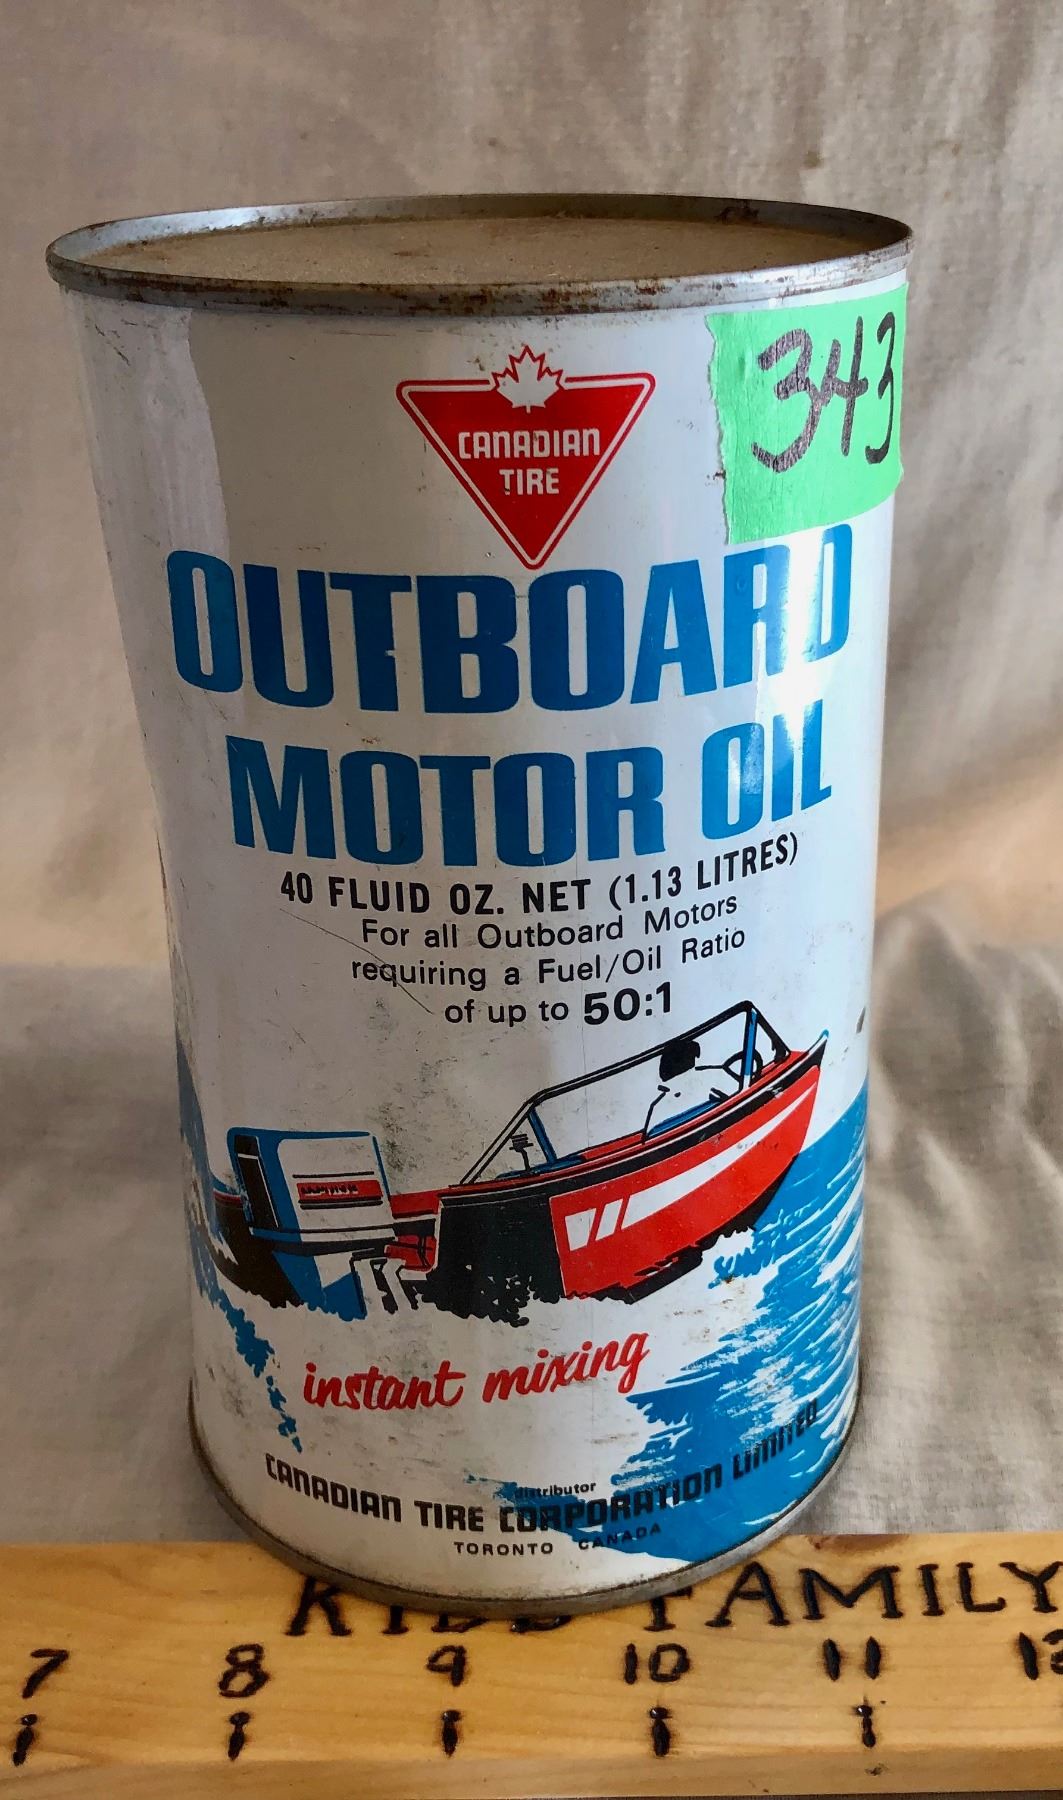 343
CANADIAN
TIRE
OUTBOARD
MOTOR OIL
40 FLUID OZ. NET (1.13 LITRES)
For all Outboard Motors
requiring a Fuel/Oil Ratio
of up to 50:1
instant mixing
distributor
CANADIAN TIRE CORPORATION LIMITED
TORONTO CANADA
FAMILY
7 8 9 10 11